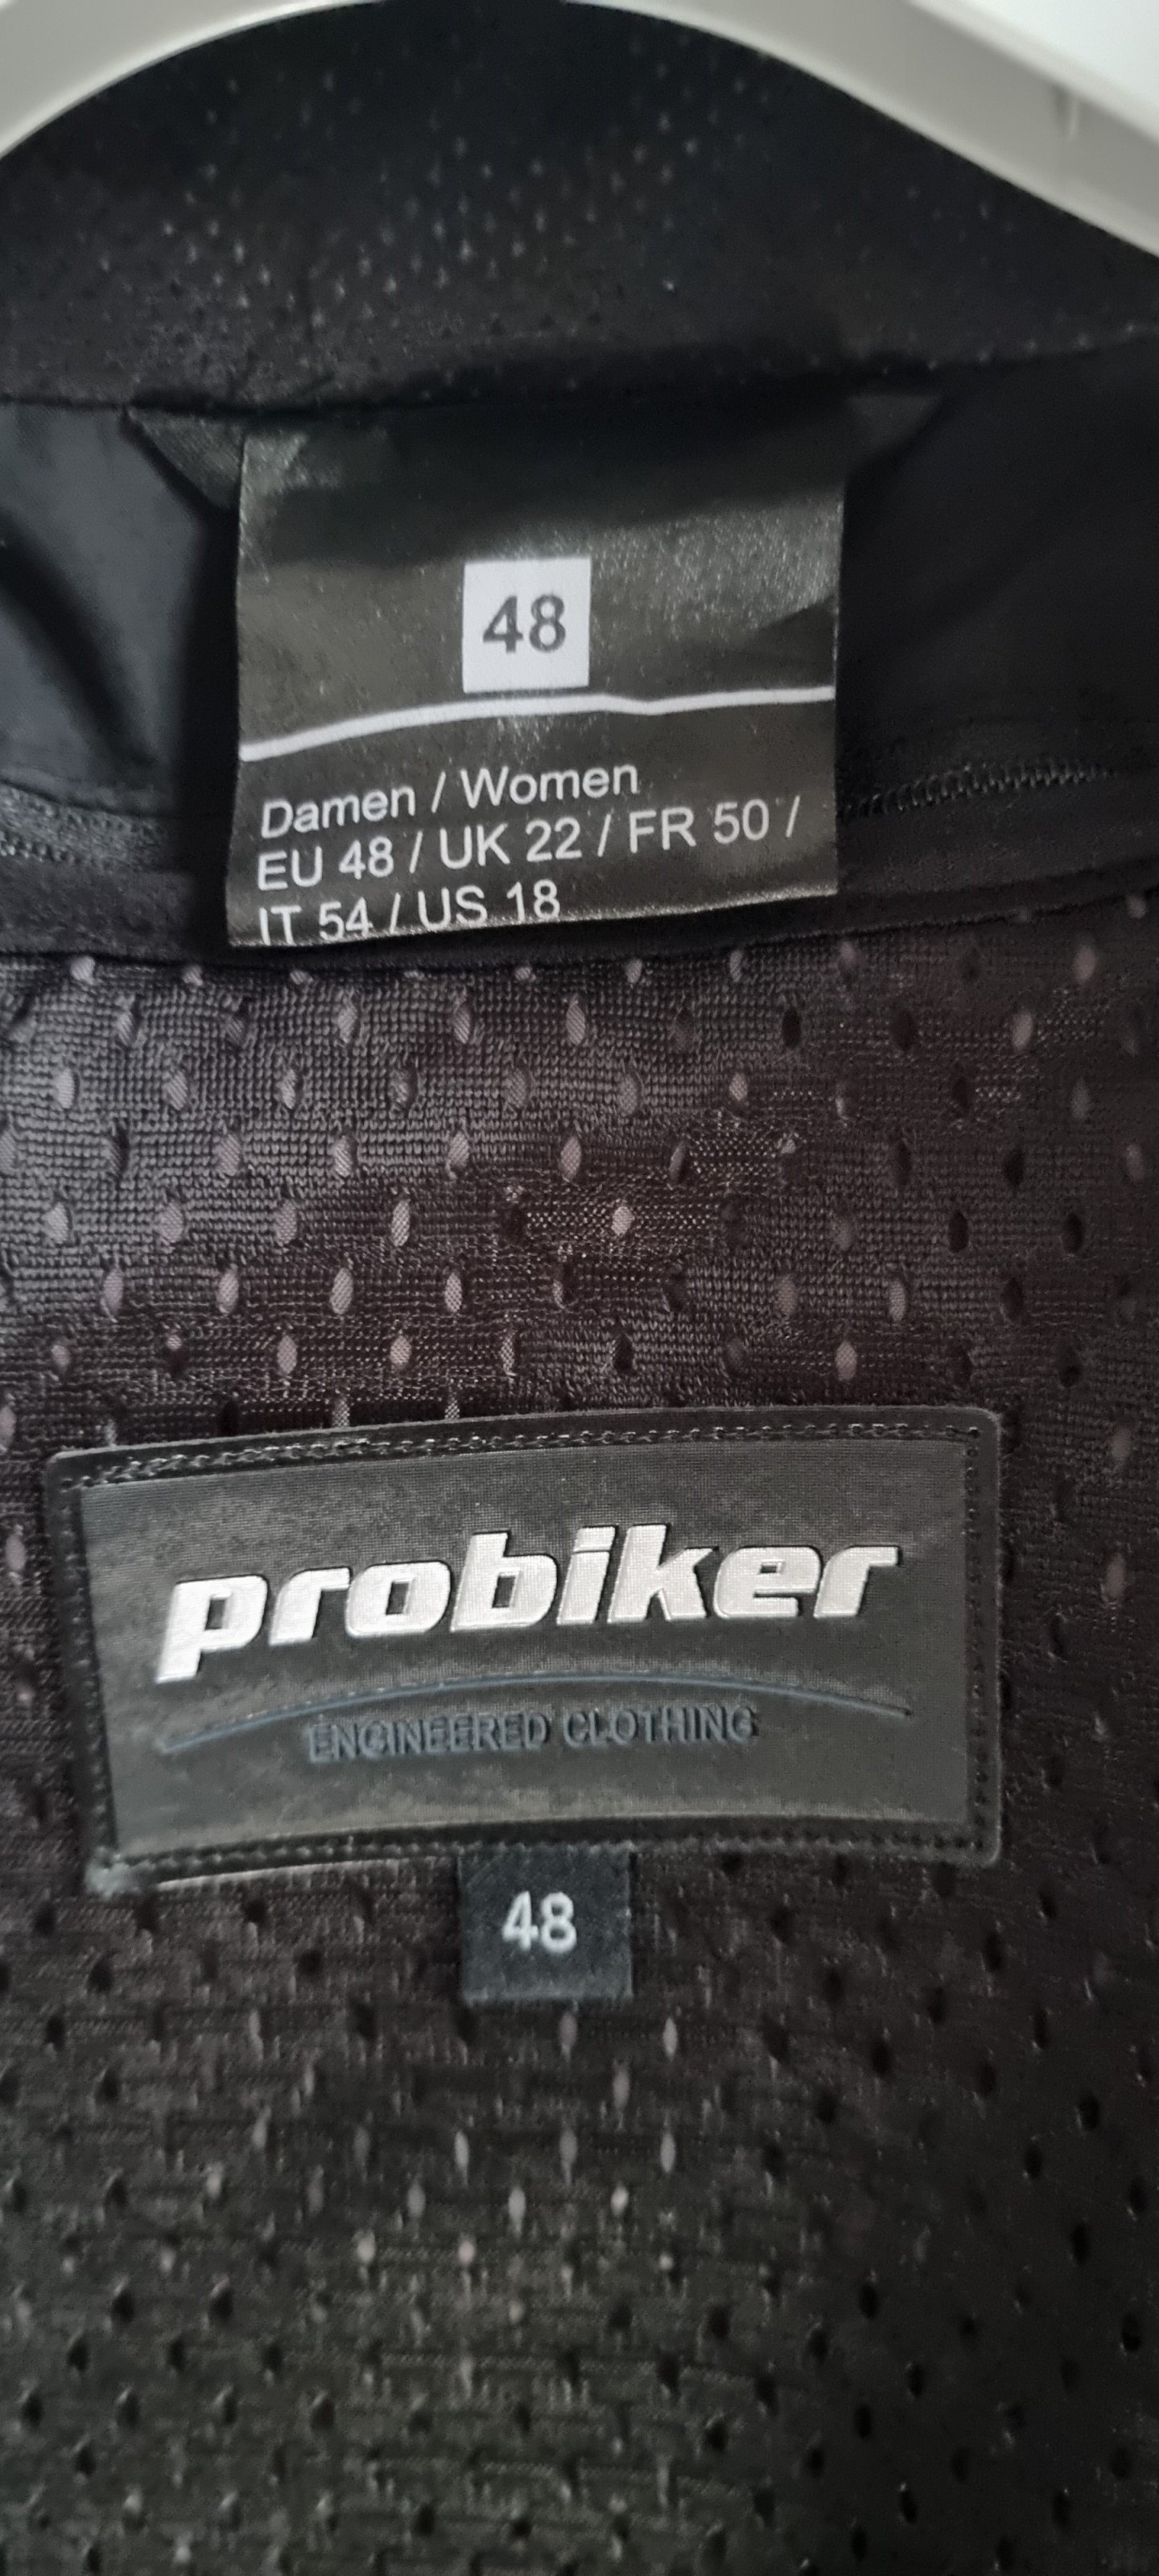 48
Damen / Women
EU 48 / UK 22 / FR 50 /
IT 54 / US 18
probiker
ENGINEERED CLOTHING
48